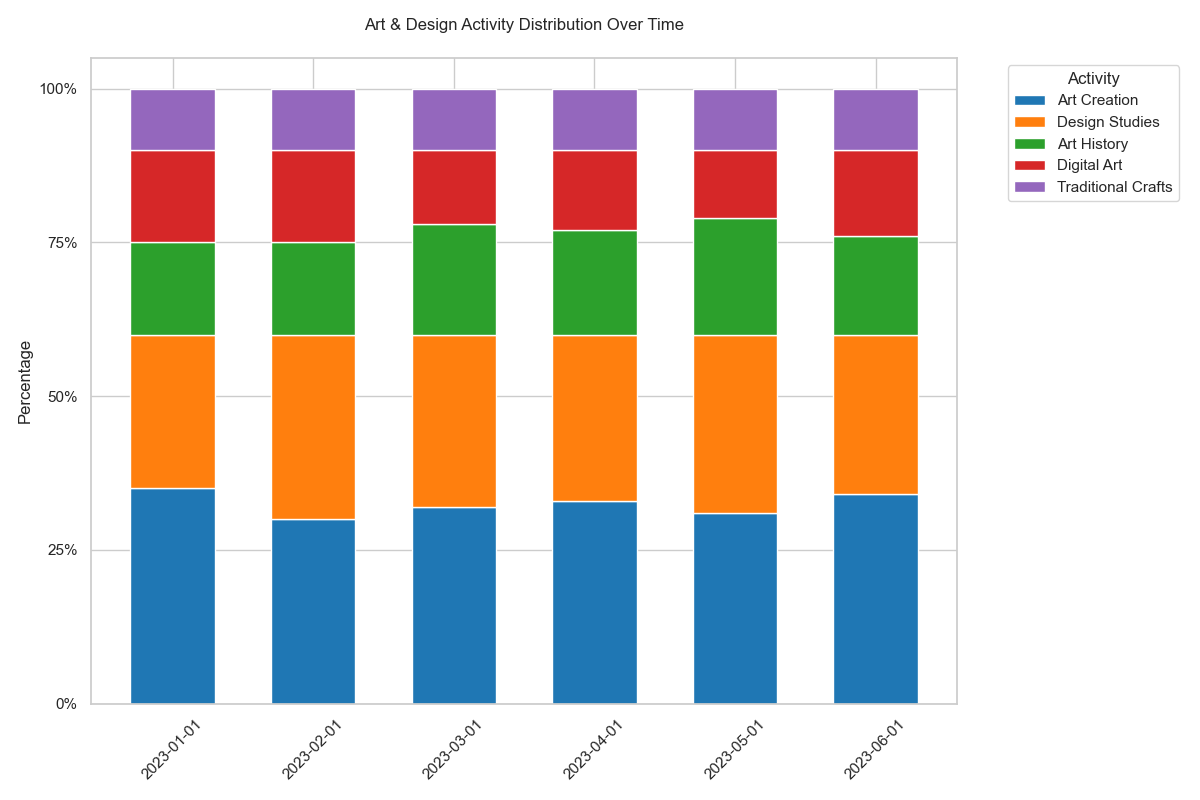 Art & Design Activity Distribution Over Time
Percentage
100%
75%
50%
25%
0%
2023-01-01
2023-02-01
2023-03-01
2023-04-01
2023-05-01
2023-06-01
Activity
Art Creation
Design Studies
Art History
Digital Art
Traditional Crafts